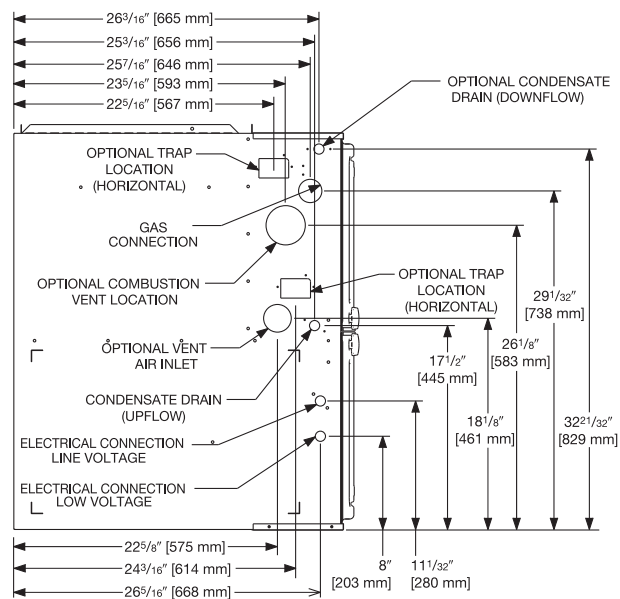 26 3/16″ [665 mm]
25 3/16″ [656 mm]
25 7/16″ [646 mm]
23 5/16″ [593 mm]
22 5/16″ [567 mm]
OPTIONAL CONDENSATE
DRAIN (DOWNFLOW)
OPTIONAL TRAP
LOCATION
(HORIZONTAL)
GAS
CONNECTION
OPTIONAL COMBUSTION
VENT LOCATION
OPTIONAL TRAP
LOCATION
(HORIZONTAL)
OPTIONAL VENT
AIR INLET
CONDENSATE DRAIN
(UPFLOW)
ELECTRICAL CONNECTION
LINE VOLTAGE
ELECTRICAL CONNECTION
LOW VOLTAGE
29 1/32″
[738 mm]
26 1/8″
[583 mm]
17 1/2″
[445 mm]
18 1/8″
[461 mm]
32 21/32″
[829 mm]
22 5/8″ [575 mm]
24 3/16″ [614 mm]
26 5/16″ [668 mm]
8″
[203 mm]
11 1/32″
[280 mm]